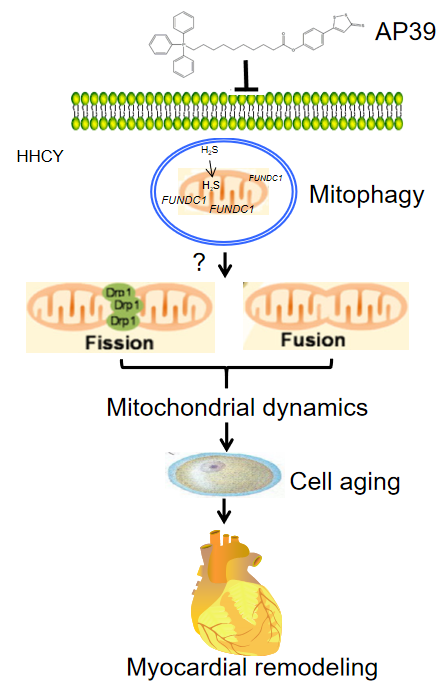 AP39
HHCY
H₂S
FUNDC1
H₂S
FUNDC1
FUNDC1
Mitophagy
?
Drp1
Drp1
Drp1
Fission
Fusion
Mitochondrial dynamics
Cell aging
Myocardial remodeling